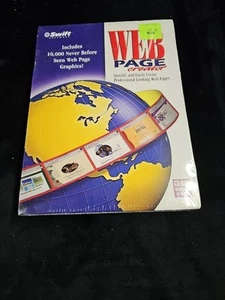 Swift
Includes
10,000 Never Before
Seen Web Page
Graphics!
WEB
PAGE
creator
Quickly and Easily Create
Professional Looking Web Pages